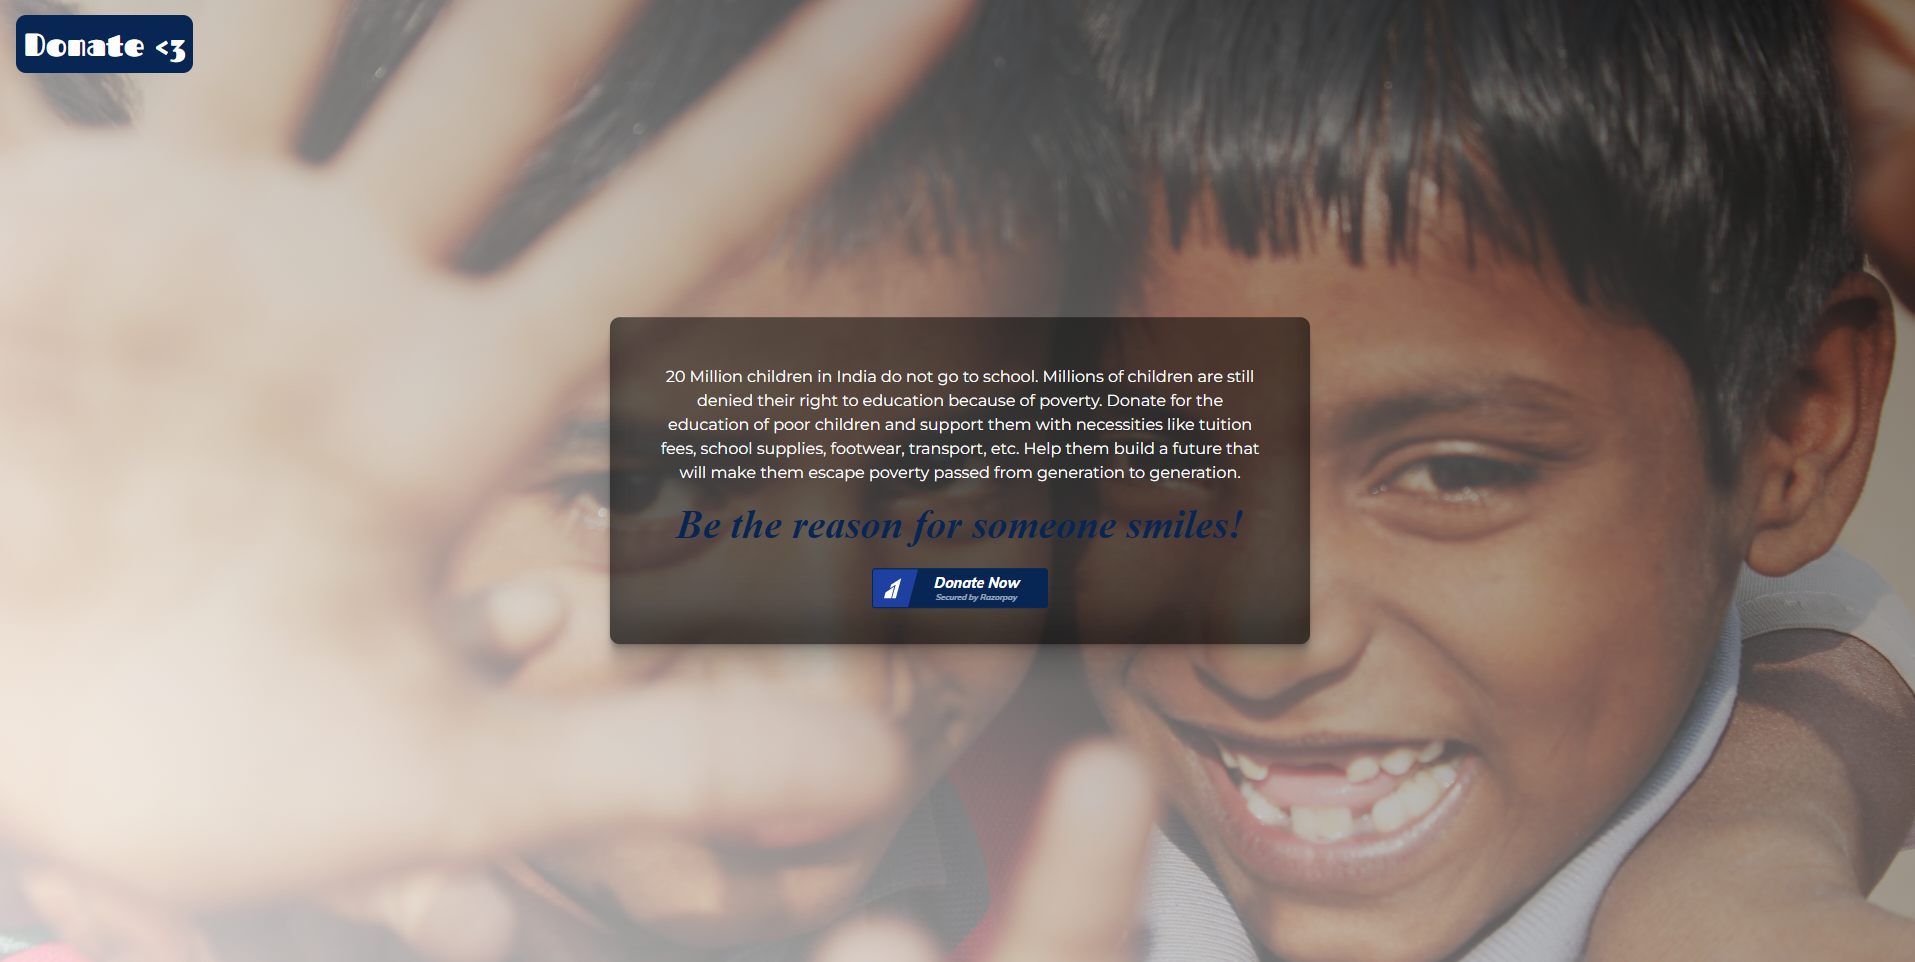 Donate <3
20 Million children in India do not go to school. Millions of children are still
denied their right to education because of poverty. Donate for the
education of poor children and support them with necessities like tuition
fees, school supplies, footwear, transport, etc. Help them build a future that
will make them escape poverty passed from generation to generation.
Be the reason for someone smiles!
Donate Now
Secured by Razorpay